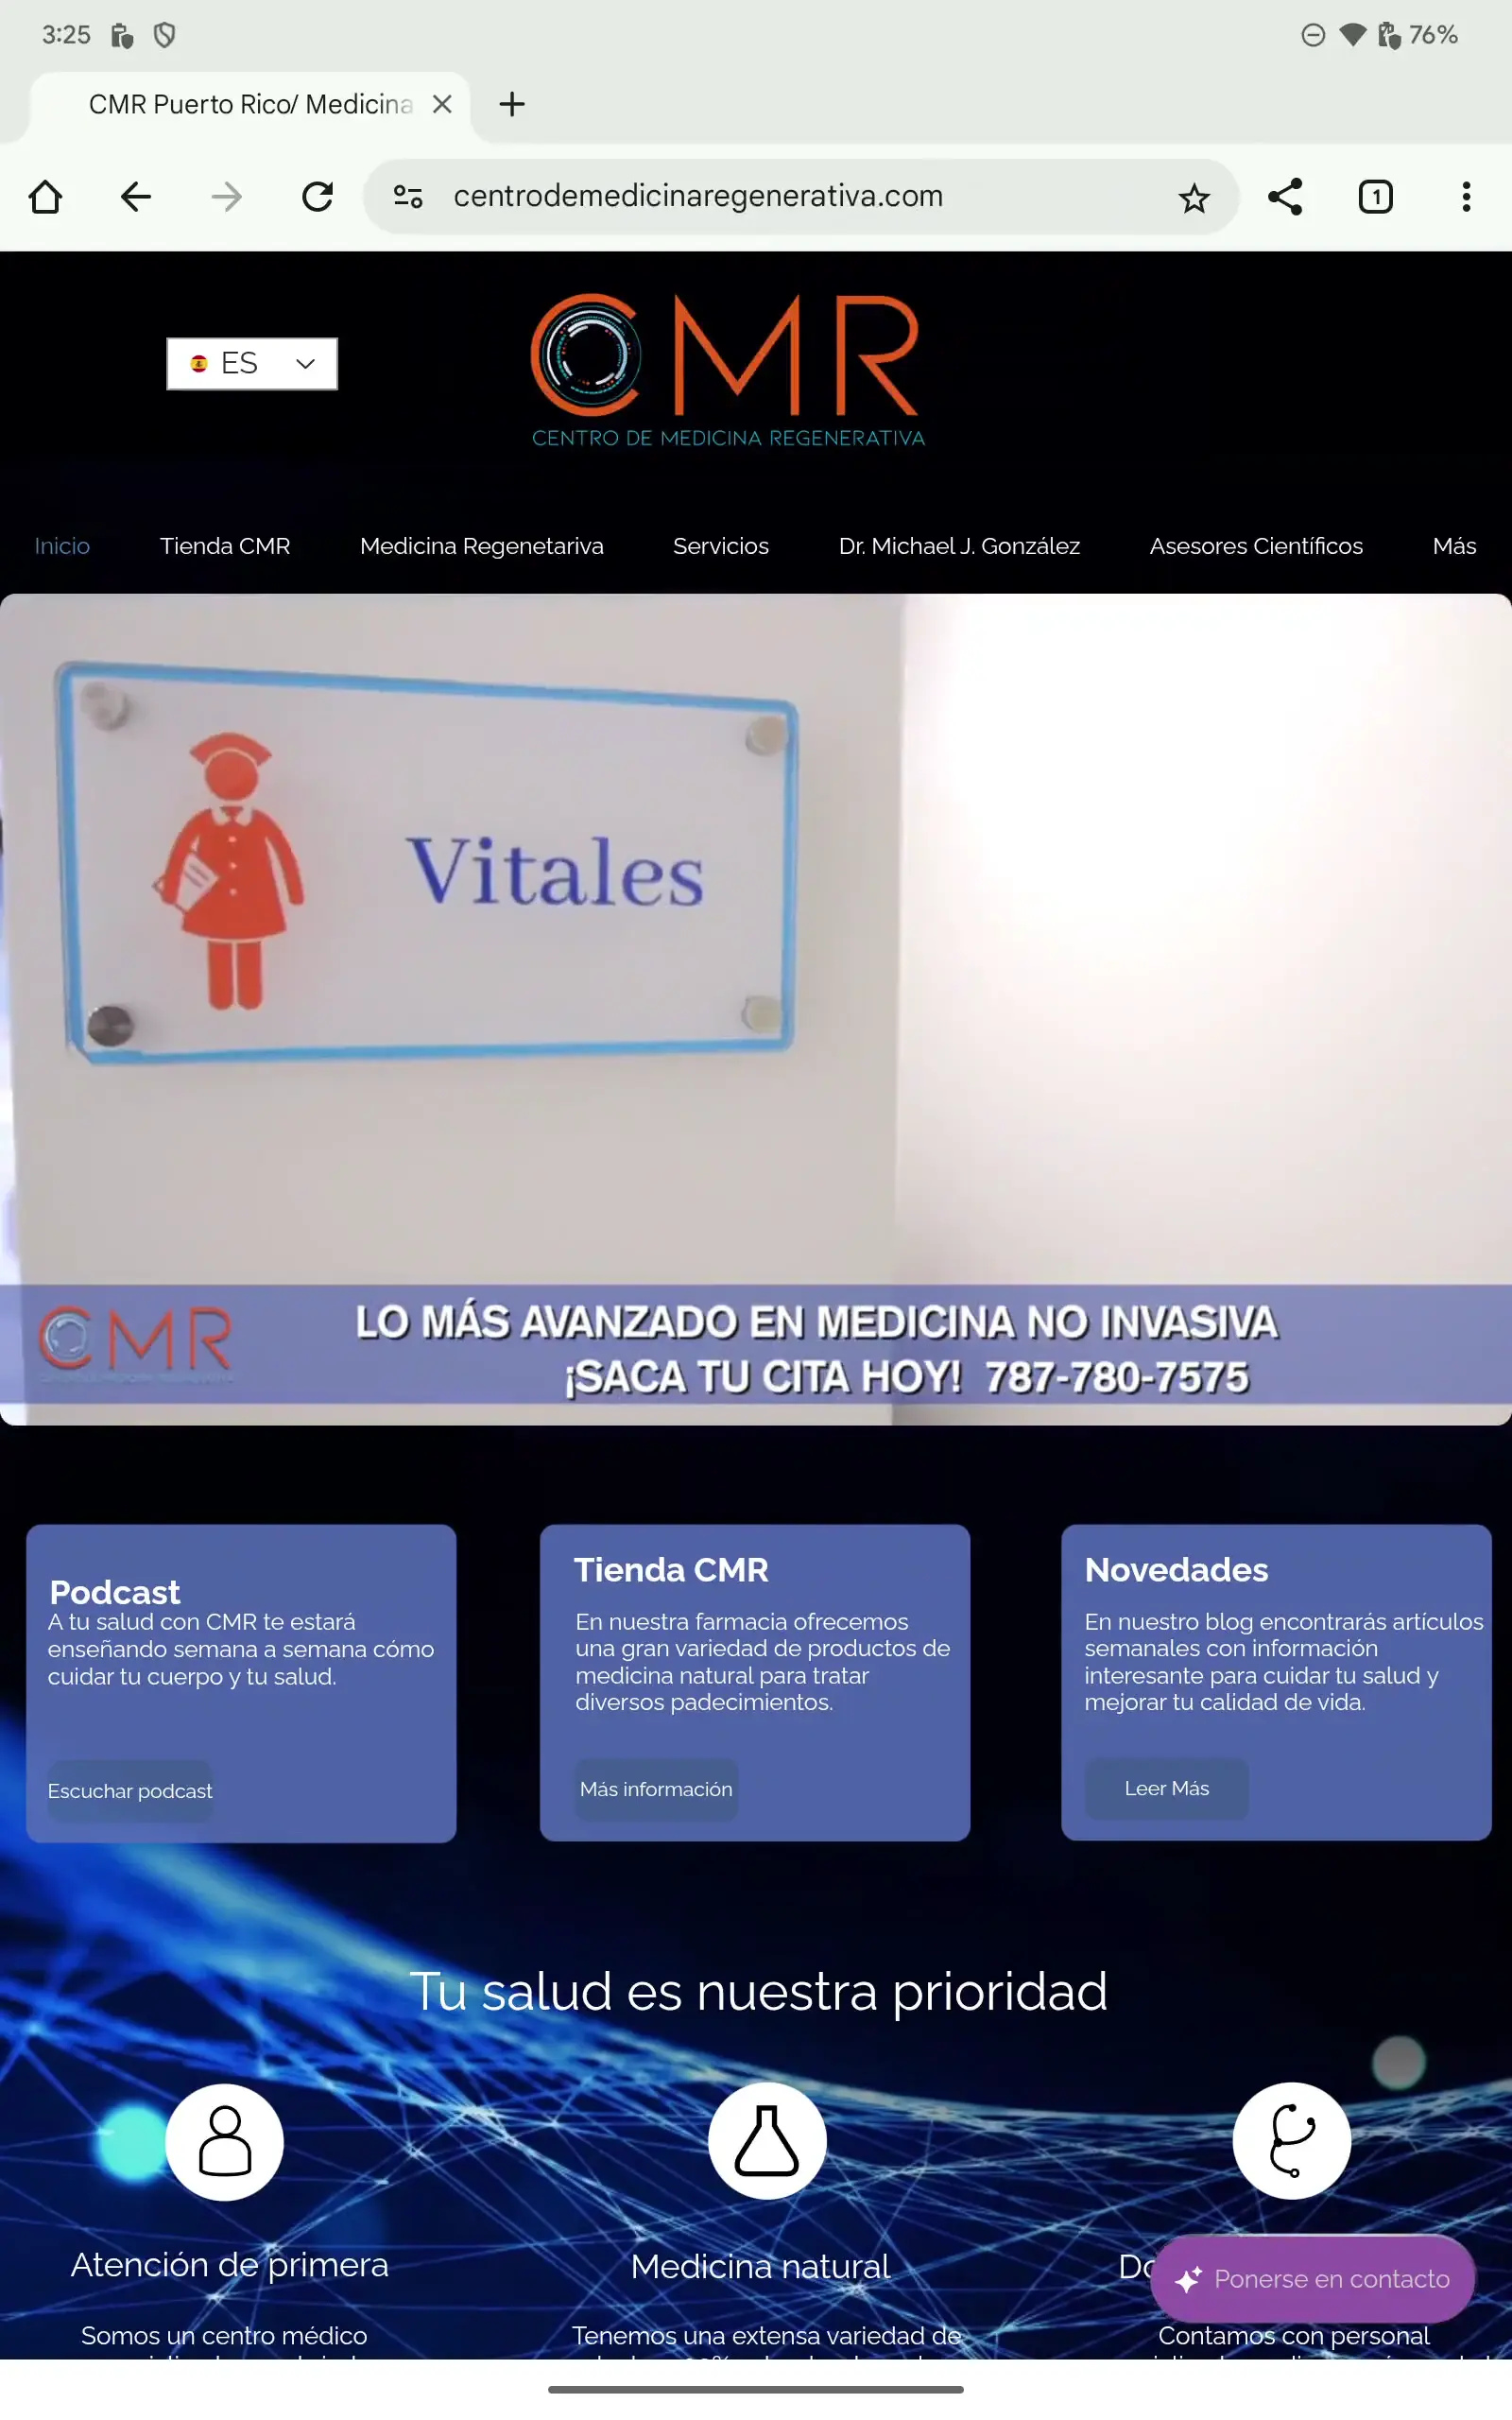 3:25
76%
CMR Puerto Rico/ Medicina
centrodemedicinaregenerativa.com
1
ES
CMR
CENTRO DE MEDICINA REGENERATIVA
Inicio Tienda CMR Medicina Regenetariva Servicios Dr. Michael J. González Asesores Científicos Más
Vitales
CMR
LO MÁS AVANZADO EN MEDICINA NO INVASIVA
¡SACA TU CITA HOY! 787-780-7575
Podcast
A tu salud con CMR te estará
enseñando semana a semana cómo
cuidar tu cuerpo y tu salud.
Escuchar podcast
Tienda CMR
En nuestra farmacia ofrecemos
una gran variedad de productos de
medicina natural para tratar
diversos padecimientos.
Más información
Novedades
En nuestro blog encontrarás artículos
semanales con información
interesante para cuidar tu salud y
mejorar tu calidad de vida.
Leer Más
Tu salud es nuestra prioridad
Atención de primera
Somos un centro médico
Medicina natural
Tenemos una extensa variedad de
Contamos con personal
Ponerse en contacto